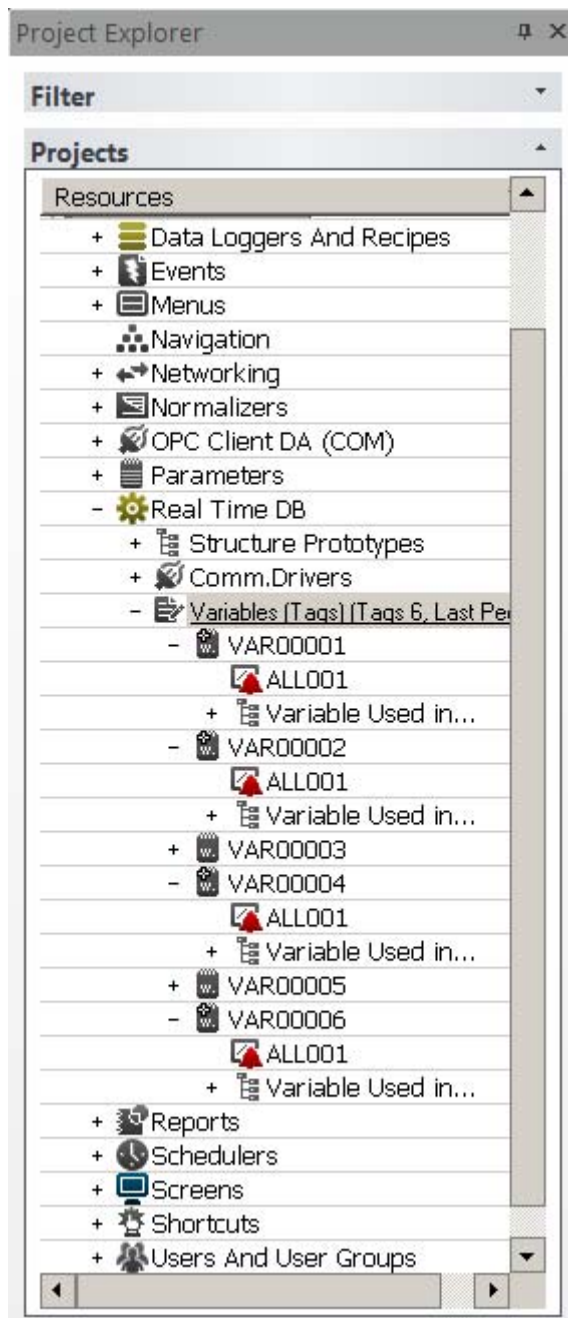 Project Explorer
Filter
Projects
Resources
Data Loggers And Recipes
Events
Menus
Navigation
Networking
Normalizers
OPC Client DA (COM)
Parameters
Real Time DB
Structure Prototypes
Comm.Drivers
Variables (Tags) (Tags 6, Last
VAR00001
ALL001
Variable Used in...
VAR00002
ALL001
Variable Used in...
VAR00003
VAR00004
ALL001
Variable Used in...
VAR00005
VAR00006
ALL001
Variable Used in...
Reports
Schedulers
Screens
Shortcuts
Users And User Groups